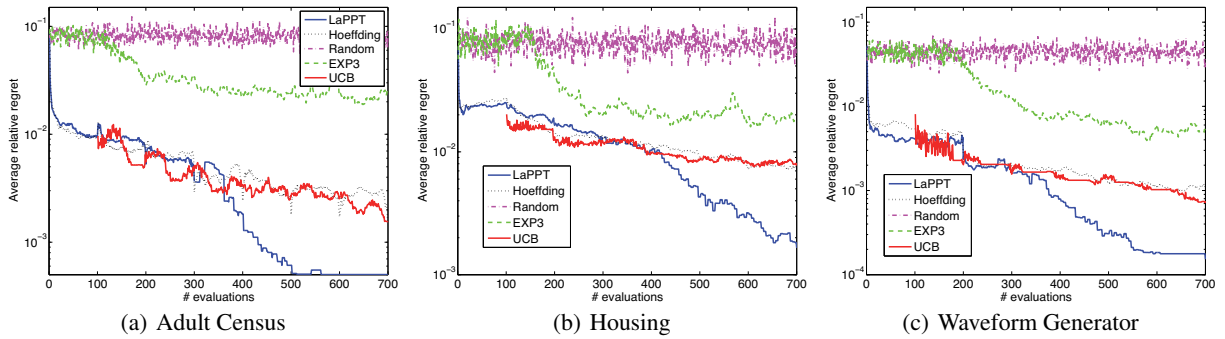 LaPPT
Hoeffding
Random
EXP3
UCB
Average relative regret
10⁻¹
10⁻²
10⁻³
0 100 200 300 400 500 600 700
# evaluations
(a) Adult Census
LaPPT
Hoeffding
Random
EXP3
UCB
Average relative regret
10⁻¹
10⁻²
10⁻³
0 100 200 300 400 500 600 700
# evaluations
(b) Housing
LaPPT
Hoeffding
Random
EXP3
UCB
Average relative regret
10⁰
10⁻¹
10⁻²
10⁻³
10⁻⁴
0 100 200 300 400 500 600 700
# evaluations
(c) Waveform Generator